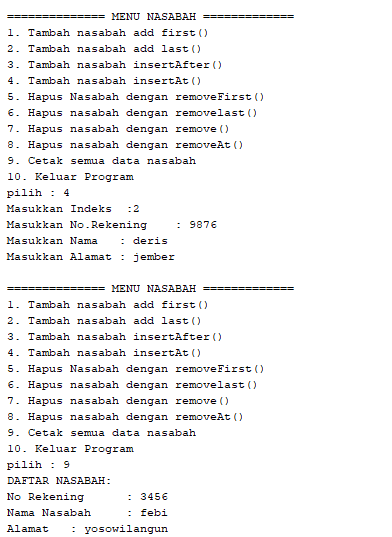 ============== MENU NASABAH =============
1. Tambah nasabah add first()
2. Tambah nasabah add last()
3. Tambah nasabah insertAfter()
4. Tambah nasabah insertAt()
5. Hapus Nasabah dengan removeFirst()
6. Hapus Nasabah dengan removelast()
7. Hapus nasabah dengan remove()
8. Hapus nasabah dengan removeAt()
9. Cetak semua data nasabah
10. Keluar Program
pilih : 4
Masukkan Indeks  :2
Masukkan No.Rekening    : 9876
Masukkan Nama   : deris
Masukkan Alamat : jember

============== MENU NASABAH =============
1. Tambah nasabah add first()
2. Tambah nasabah add last()
3. Tambah nasabah insertAfter()
4. Tambah nasabah insertAt()
5. Hapus Nasabah dengan removeFirst()
6. Hapus Nasabah dengan removelast()
7. Hapus nasabah dengan remove()
8. Hapus nasabah dengan removeAt()
9. Cetak semua data nasabah
10. Keluar Program
pilih : 9
DAFTAR NASABAH:
No Rekening      : 3456
Nama Nasabah     : febi
Alamat   : yosowilangun